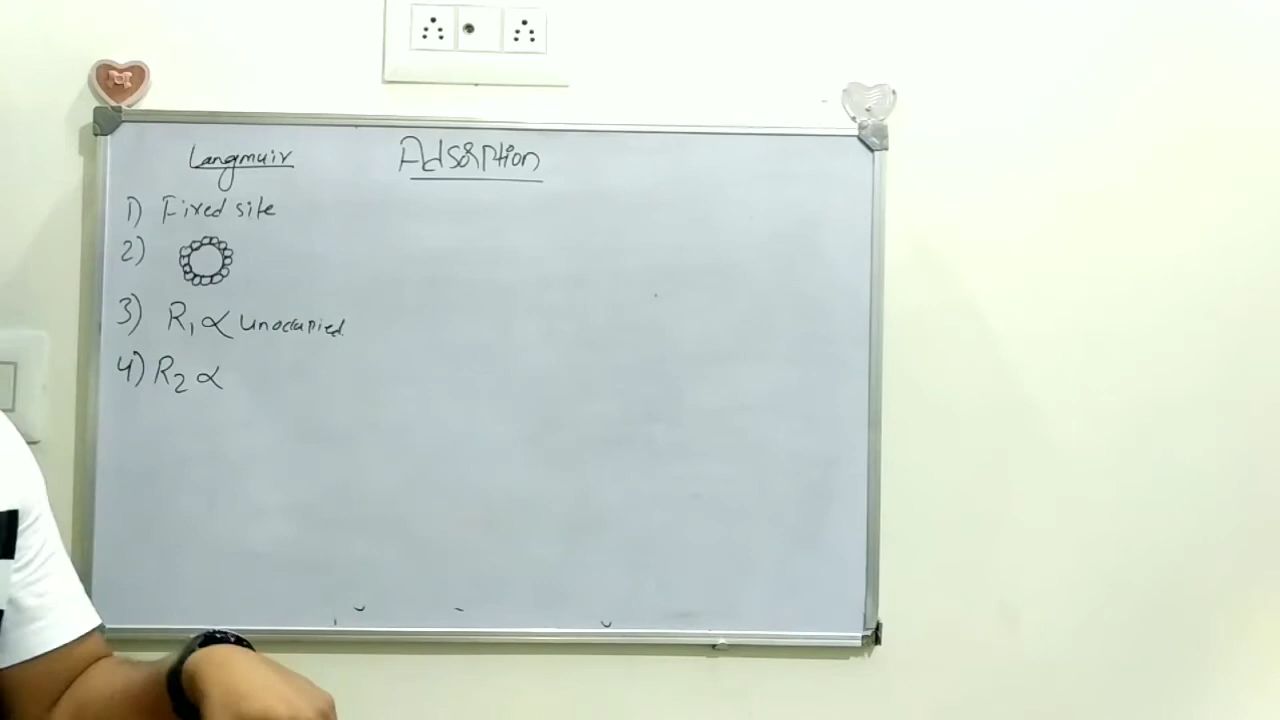 Langmuir Adsorption
1) Fixed site
2)
3) R₁ ∝ unoccupied.
4) R₂ ∝